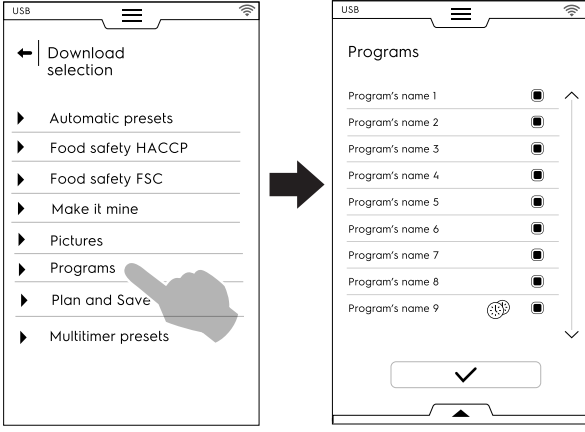 USB
Download
selection
Automatic presets
Food safety HACCP
Food safety FSC
Make it mine
Pictures
Programs
Plan and Save
Multitimer presets
USB
Programs
Program's name 1
Program's name 2
Program's name 3
Program's name 4
Program's name 5
Program's name 6
Program's name 7
Program's name 8
Program's name 9